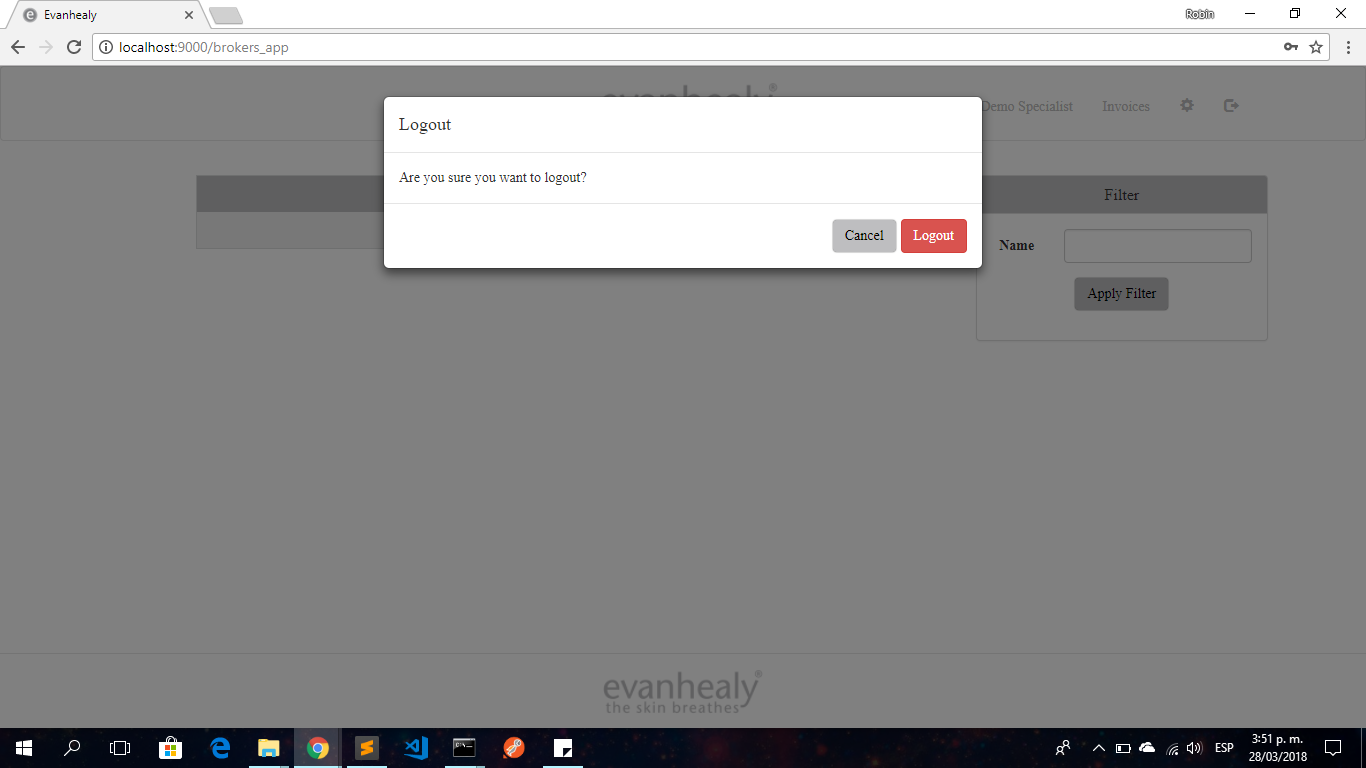 Evanhealy
Robin
localhost:9000/brokers_app
Demo Specialist
Invoices
Logout
Are you sure you want to logout?
Cancel
Logout
Filter
Name
Apply Filter
evanhealy®
the skin breathes
ESP
3:51 p. m.
28/03/2018